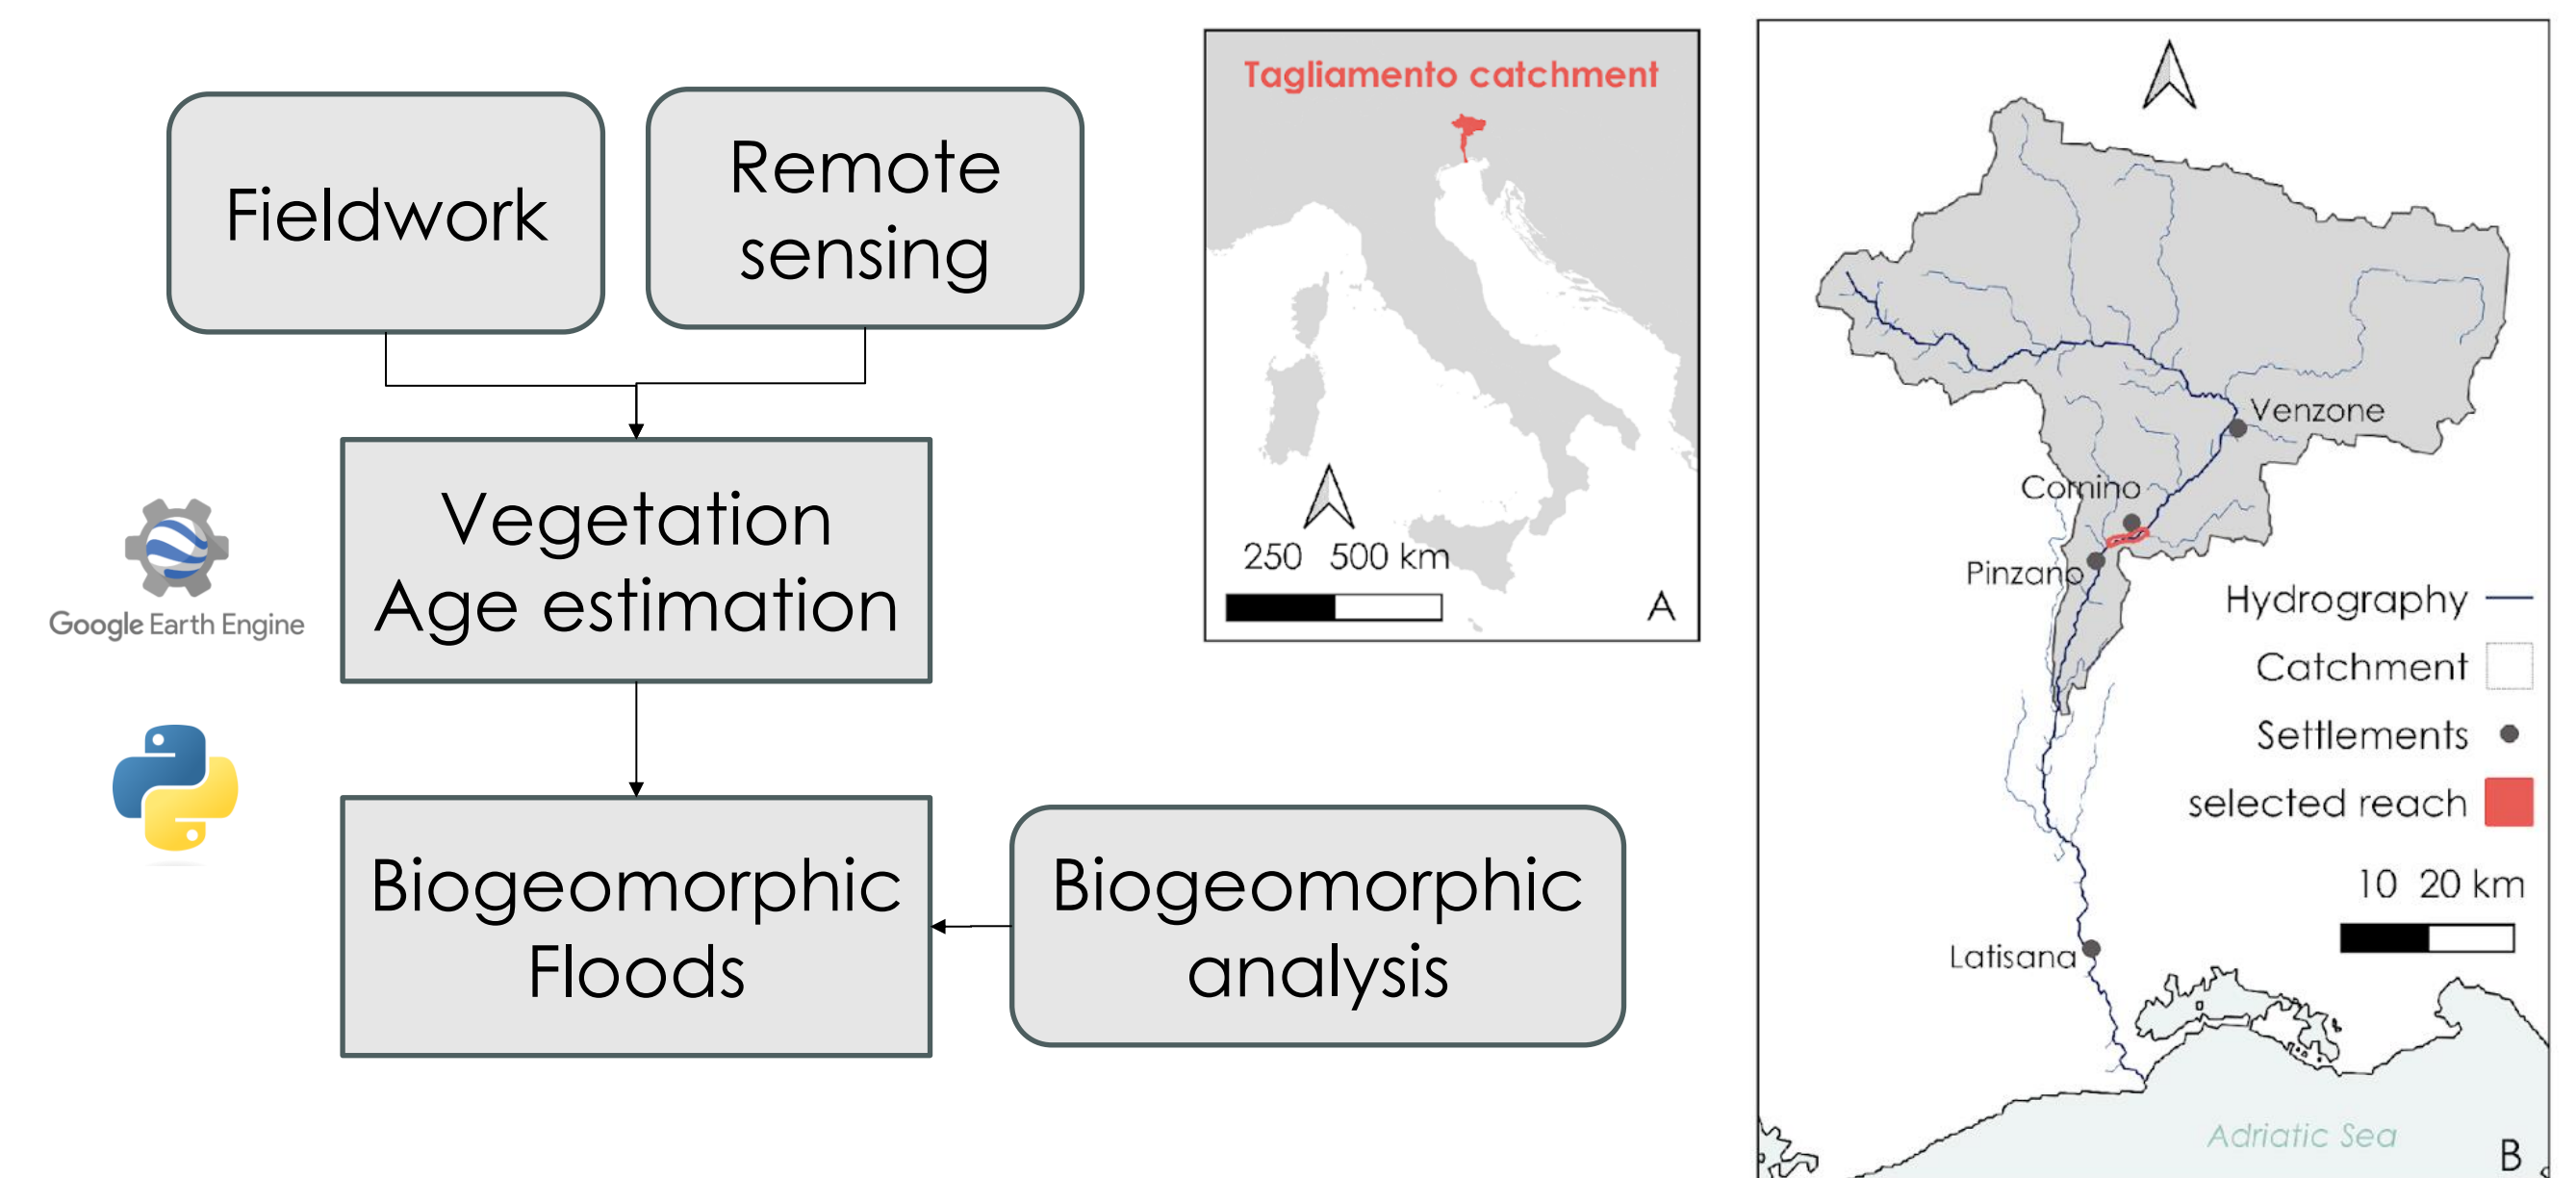 Fieldwork
Remote
sensing
Vegetation
Age estimation
Google Earth Engine
Biogeomorphic
Floods
Biogeomorphic
analysis
Tagliamento catchment
250 500 km
A
Venzone
Cornino
Pinzano
Hydrography
Catchment
Settlements
selected reach
10 20 km
Latisana
Adriatic Sea
B